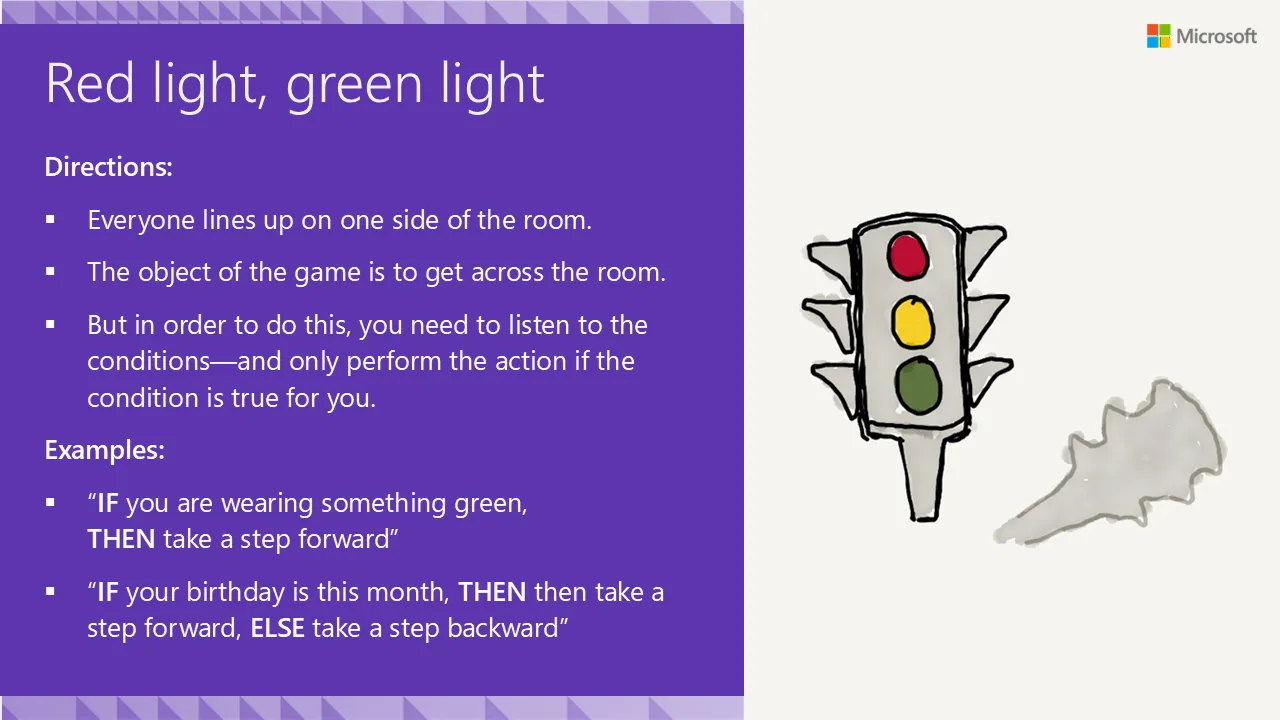 Microsoft
Red light, green light
Directions:
▪ Everyone lines up on one side of the room.
▪ The object of the game is to get across the room.
▪ But in order to do this, you need to listen to the
conditions—and only perform the action if the
condition is true for you.
Examples:
▪ “IF you are wearing something green,
THEN take a step forward”
▪ “IF your birthday is this month, THEN then take a
step forward, ELSE take a step backward”